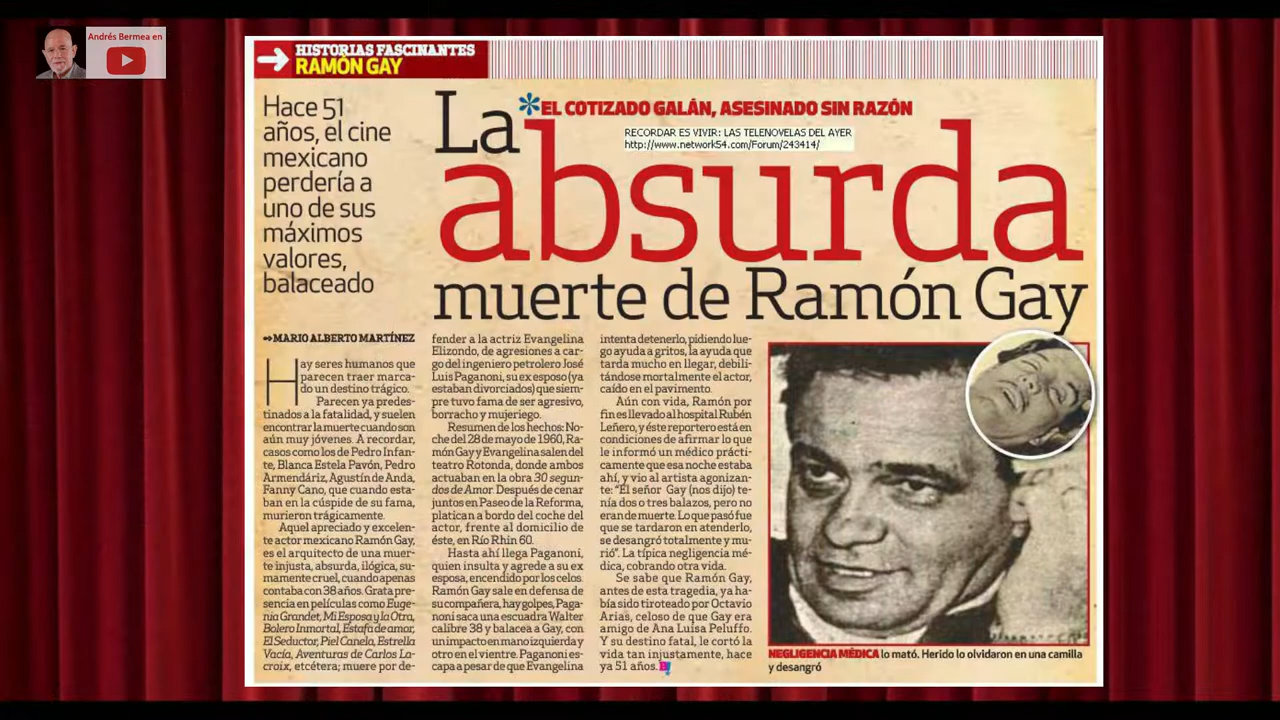 Andrés Bermea en
HISTORIAS FASCINANTES
RAMÓN GAY
Hace 51
años, el cine
mexicano
perdería a
uno de sus
máximos
valores,
balaceado
*EL COTIZADO GALÁN, ASESINADO SIN RAZÓN
RECORDAR ES VIVIR: LAS TELENOVELAS DEL AYER
http://www.network54.com/Forum/243414/
La
absurda
muerte de Ramón Gay
MARIO ALBERTO MARTÍNEZ
Hay seres humanos que
parecen traer marca-
do un destino trágico.
Parecen ya predes-
tinados a la fatalidad, y suelen
encontrar la muerte cuando son
aún muy jóvenes. A recordar,
casos como los de Pedro Infan-
te, Blanca Estela Pavón, Pedro
Armendáriz, Agustín de Anda,
Fanny Cano, que cuando esta-
ban en la cúspide de su fama,
murieron trágicamente.
Aquel apreciado y excelen-
te actor mexicano Ramón Gay,
es el arquitecto de una muer-
te injusta, absurda, ilógica, su-
mamente cruel, cuando apenas
contaba con 38 años. Grata pre-
sencia en películas como Euge-
nia Grandet, Mi Esposa y la Otra,
Bolero Inmortal, Estafa de amor,
El Seductor, Piel Canela, Estrella
Vacía, Aventuras de Carlos La-
croix, etcétera; muere por de-
fender a la actriz Evangelina
Elizondo, de agresiones a car-
go del ingeniero petrolero José
Luis Paganoni, su ex esposo (ya
estaban divorciados) que siem-
pre tuvo fama de ser agresivo,
borracho y mujeriego.
Resumen de los hechos: No-
che del 28 de mayo de 1960, Ra-
món Gay y Evangelina salen del
teatro Rotonda, donde ambos
actuaban en la obra 30 segun-
dos de Amor. Después de cenar
juntos en Paseo de la Reforma,
platican a bordo del coche del
actor, frente al domicilio de
éste, en Río Rhin 60.
Hasta ahí llega Paganoni,
quien insulta y agrede a su ex
esposa, encendido por los celos.
Ramón Gay sale en defensa de
su compañera, hay golpes, Paga-
noni saca una escuadra Walter
calibre 38 y balacea a Gay, con
un impacto en mano izquierda y
otro en el vientre. Paganoni es-
capa a pesar de que Evangelina
intenta detenerlo, pidiendo lue-
go ayuda a gritos, la ayuda que
tarda mucho en llegar, debili-
tándose mortalmente el actor,
caído en el pavimento.
Aún con vida, Ramón por
fin es llevado al hospital Rubén
Leñero, y éste reportero está en
condiciones de afirmar lo que
le informó un médico prácti-
camente que esa noche estaba
ahí, y vio al artista agonizan-
te: "El señor Gay (nos dijo) te-
nía dos o tres balazos, pero no
eran de muerte. Lo que pasó fue
que se tardaron en atenderlo,
se desangró totalmente y mu-
rió". La típica negligencia mé-
dica, cobrando otra vida.
Se sabe que Ramón Gay,
antes de esta tragedia, ya ha-
bía sido tiroteado por Octavio
Arias, celoso de que Gay era
amigo de Ana Luisa Peluffo.
Y su destino fatal, le cortó la
vida tan injustamente, hace
ya 51 años. B!
NEGLIGENCIA MÉDICA lo mató. Herido lo olvidaron en una camilla
y desangró